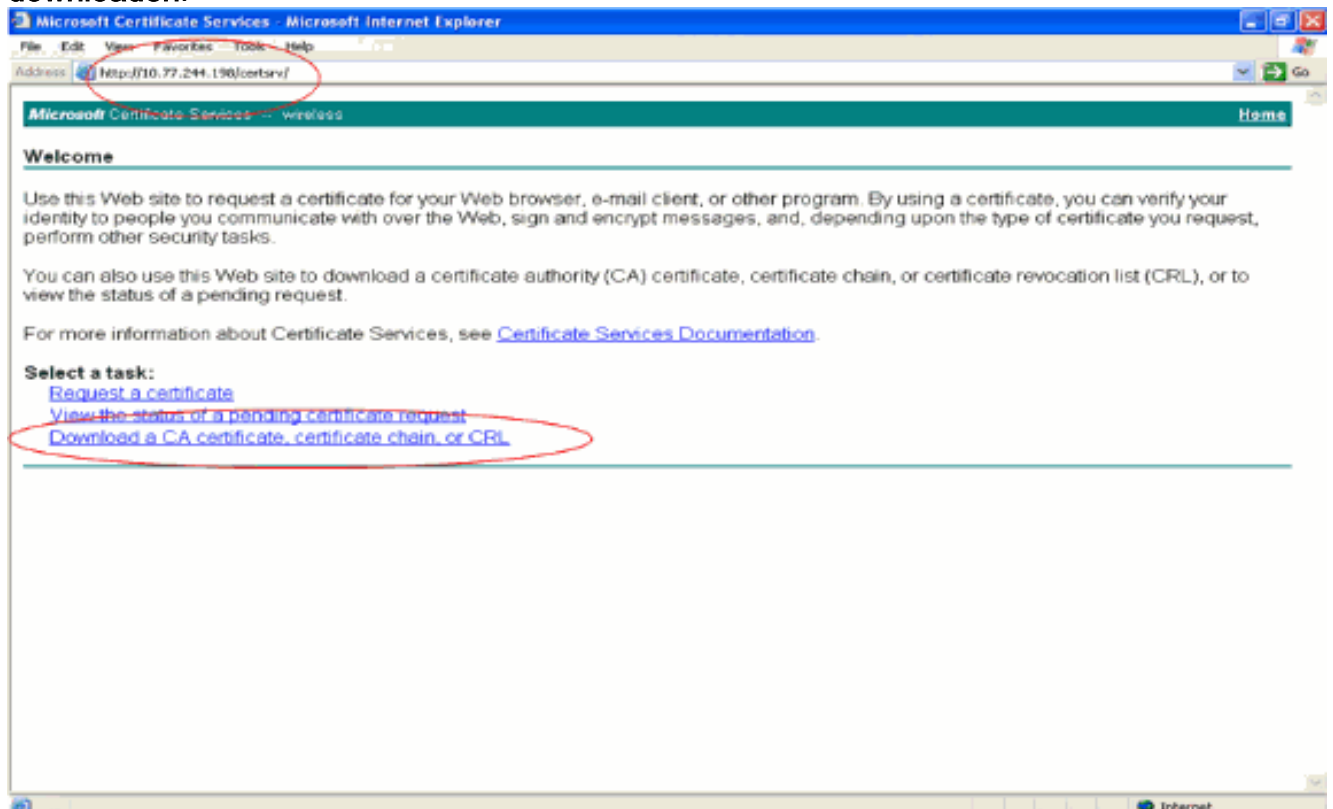 downloaden.
Microsoft Certificate Services - Microsoft Internet Explorer
File Edit View Favorites Tools Help
Address http://10.77.244.198/certsrv/ Go
Microsoft Certificate Services -- wireless Home
Welcome
Use this Web site to request a certificate for your Web browser, e-mail client, or other program. By using a certificate, you can verify your
identity to people you communicate with over the Web, sign and encrypt messages, and, depending upon the type of certificate you request,
perform other security tasks.
You can also use this Web site to download a certificate authority (CA) certificate, certificate chain, or certificate revocation list (CRL), or to
view the status of a pending request.
For more information about Certificate Services, see Certificate Services Documentation.
Select a task:
Request a certificate
View the status of a pending certificate request
Download a CA certificate, certificate chain, or CRL
Internet